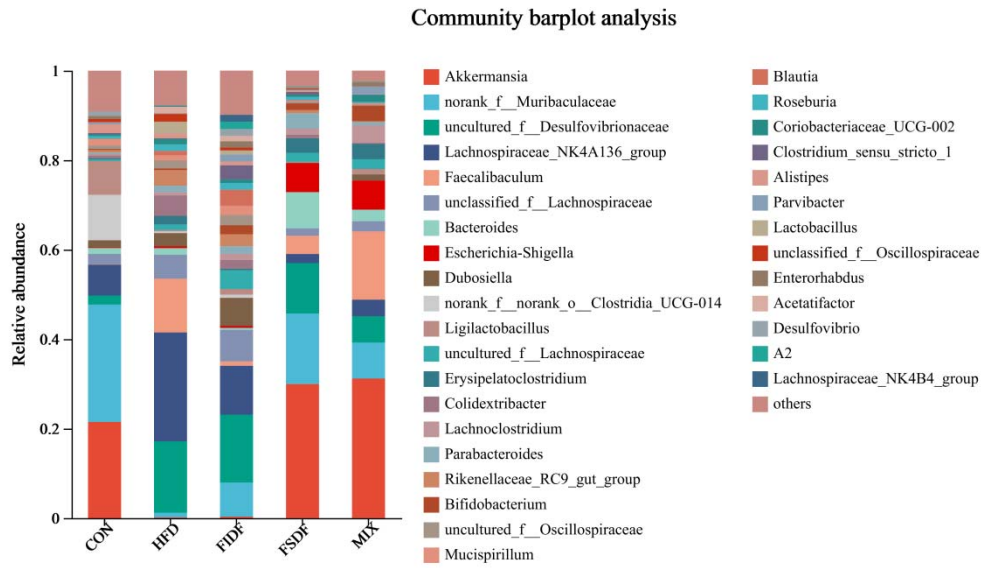 Community barplot analysis
Relative abundance
1
0.8
0.6
0.4
0.2
0
CON
HFD
FIDF
FSDF
MIX
Akkermansia
norank_f__Muribaculaceae
uncultured_f__Desulfovibrionaceae
Lachnospiraceae_NK4A136_group
Faecalibaculum
unclassified_f__Lachnospiraceae
Bacteroides
Escherichia-Shigella
Dubosiella
norank_f__norank_o__Clostridia_UCG-014
Ligilactobacillus
uncultured_f__Lachnospiraceae
Erysipelatoclostridium
Colidextribacter
Lachnoclostridium
Parabacteroides
Rikenellaceae_RC9_gut_group
Bifidobacterium
uncultured_f__Oscillospiraceae
Mucispirillum
Blautia
Roseburia
Coriobacteriaceae_UCG-002
Clostridium_sensu_stricto_1
Alistipes
Parvibacter
Lactobacillus
unclassified_f__Oscillospiraceae
Enterorhabdus
Acetatifactor
Desulfovibrio
A2
Lachnospiraceae_NK4B4_group
others